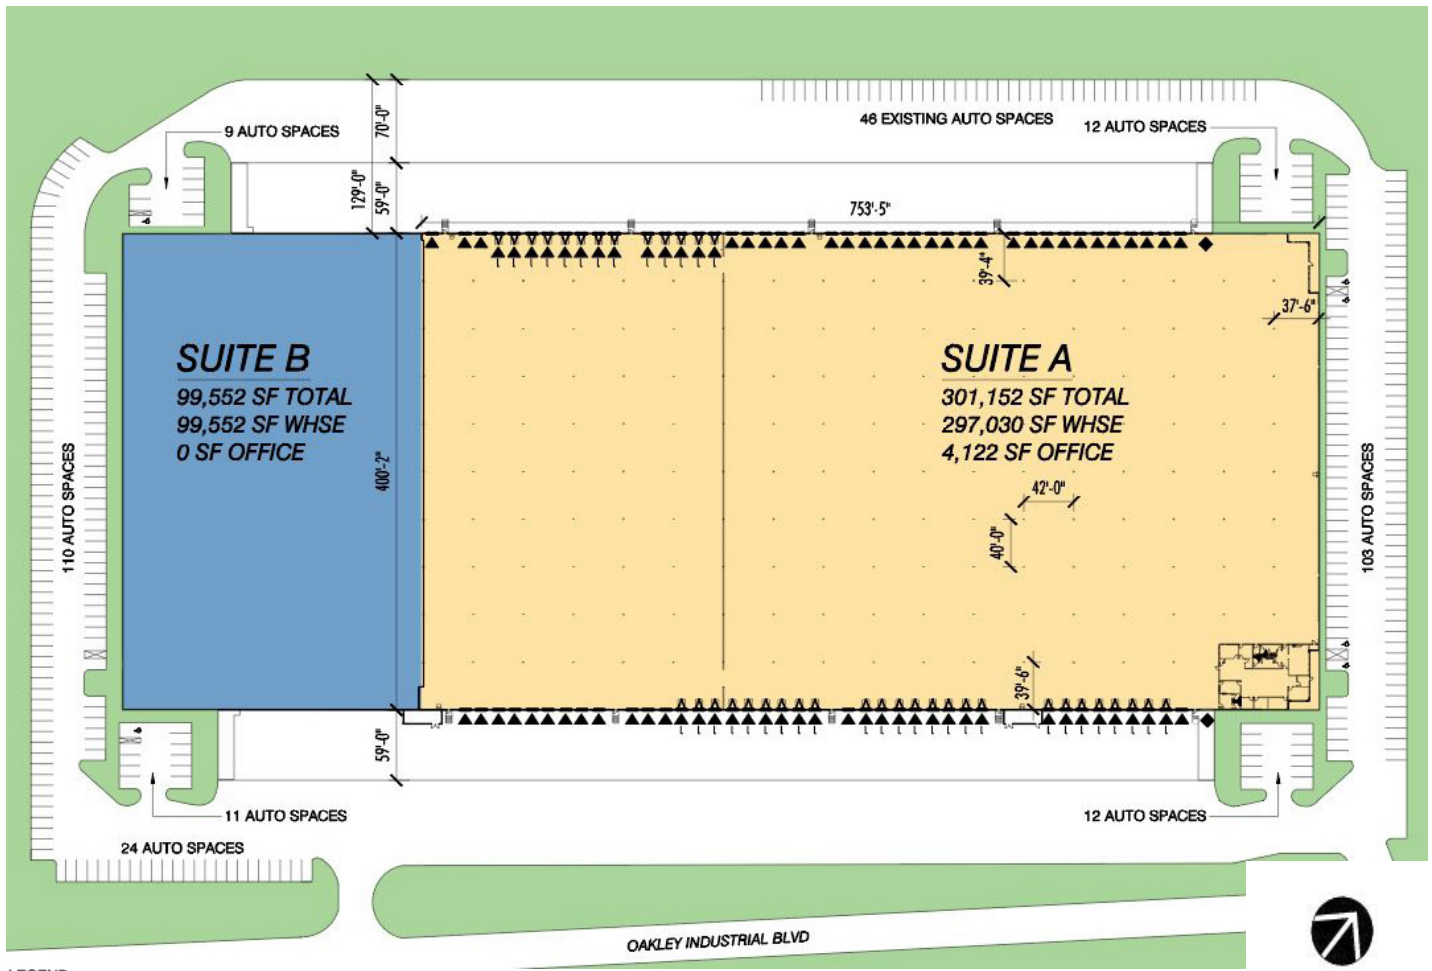 9 AUTO SPACES
46 EXISTING AUTO SPACES
12 AUTO SPACES
70'-0"
129'-0"
59'-0"
753'-5"
39'-4"
37'-6"
SUITE B
99,552 SF TOTAL
99,552 SF WHSE
0 SF OFFICE
SUITE A
301,152 SF TOTAL
297,030 SF WHSE
4,122 SF OFFICE
400'-2"
42'-0"
40'-0"
110 AUTO SPACES
103 AUTO SPACES
39'-6"
59'-0"
11 AUTO SPACES
12 AUTO SPACES
24 AUTO SPACES
OAKLEY INDUSTRIAL BLVD